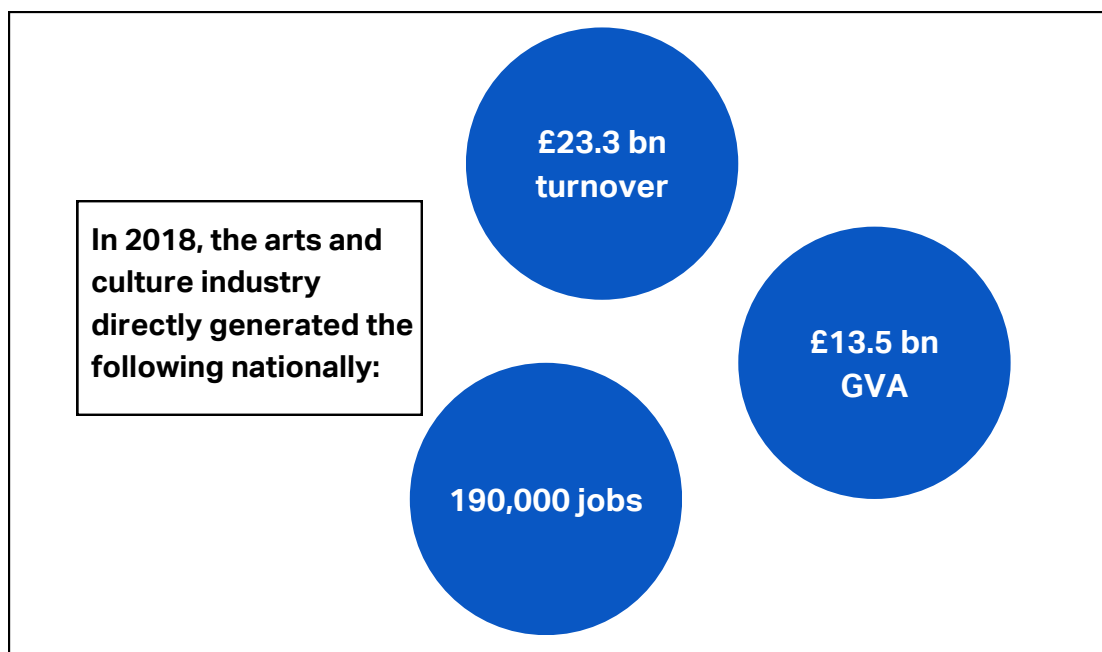 In 2018, the arts and
culture industry
directly generated the
following nationally:
£23.3 bn
turnover
£13.5 bn
GVA
190,000 jobs